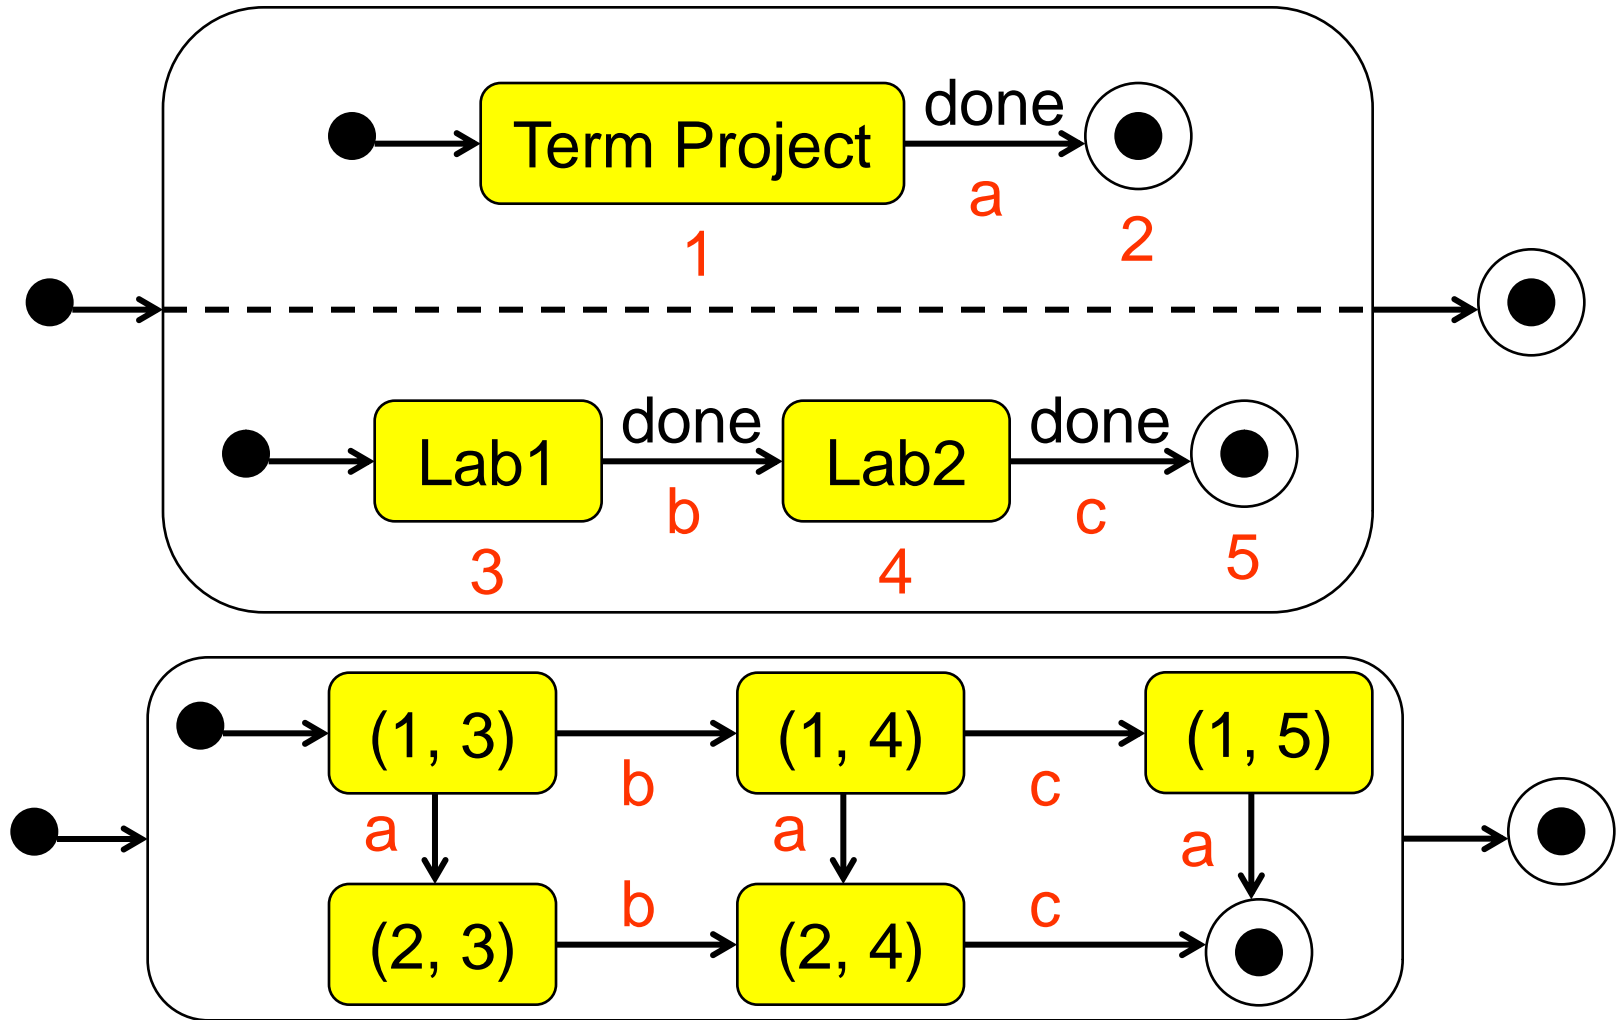 done
Term Project
a
1
2
done
done
Lab1
Lab2
b
c
3
4
5
(1, 3)
(1, 4)
(1, 5)
b
c
a
a
a
b
c
(2, 3)
(2, 4)